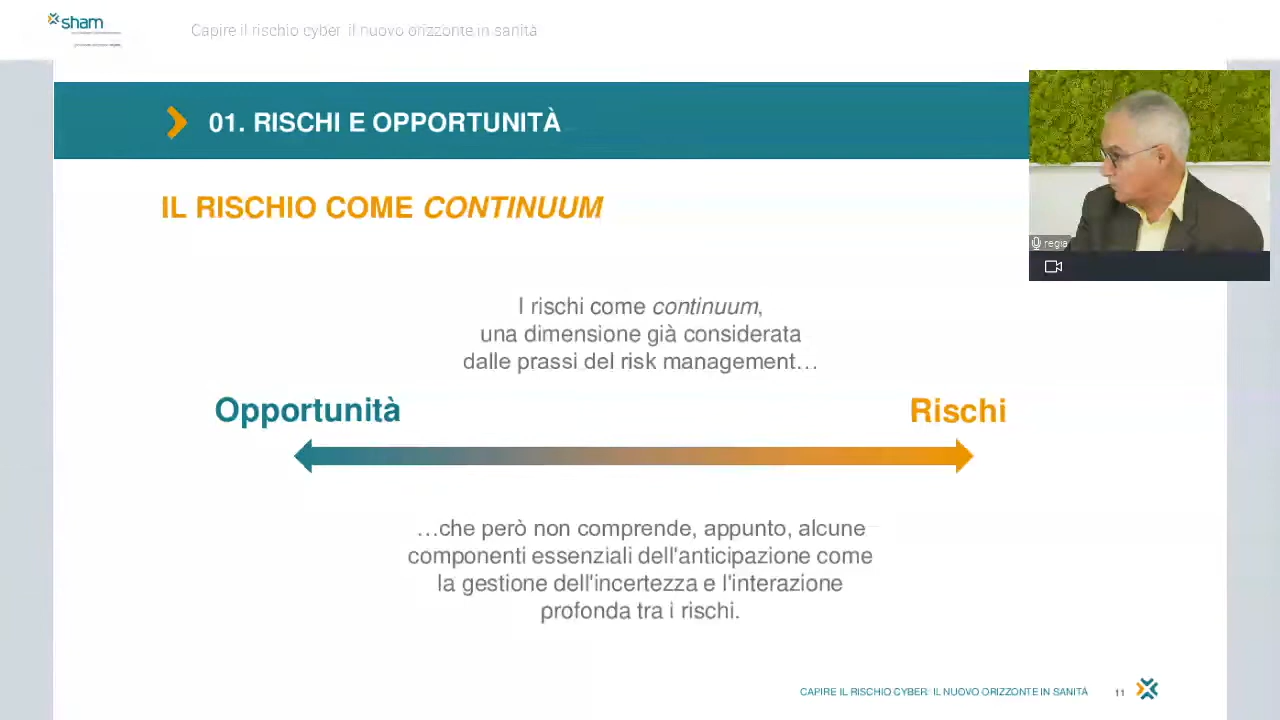 sham
Capire il rischio cyber il nuovo orizzonte in sanità
01. RISCHI E OPPORTUNITÀ
regia
IL RISCHIO COME CONTINUUM
I rischi come continuum,
una dimensione già considerata
dalle prassi del risk management…
Opportunità
Rischi
…che però non comprende, appunto, alcune
componenti essenziali dell'anticipazione come
la gestione dell'incertezza e l'interazione
profonda tra i rischi.
CAPIRE IL RISCHIO CYBER: IL NUOVO ORIZZONTE IN SANITÀ
11